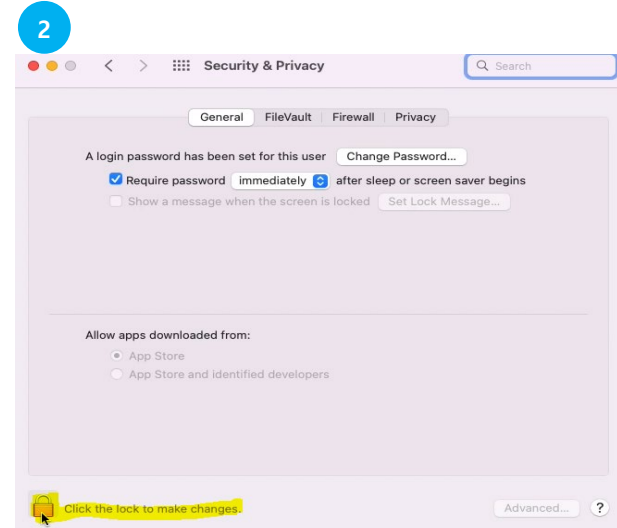 2
Security & Privacy
Search
General FileVault Firewall Privacy
A login password has been set for this user Change Password...
Require password immediately after sleep or screen saver begins
Show a message when the screen is locked Set Lock Message...
Allow apps downloaded from:
App Store
App Store and identified developers
Click the lock to make changes.
Advanced... ?